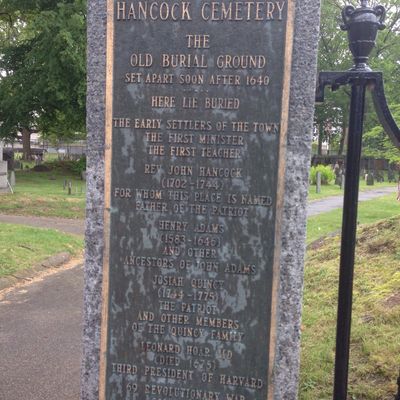 HANCOCK CEMETERY
THE
OLD BURIAL GROUND
SET APART SOON AFTER 1640
HERE LIE BURIED
THE EARLY SETTLERS OF THE TOWN
THE FIRST MINISTER
THE FIRST TEACHER
REV JOHN HANCOCK
(1702-1744)
FOR WHOM THIS PLACE IS NAMED
FATHER OF THE PATRIOT
HENRY ADAMS
(1583-1646)
AND OTHER
ANCESTORS OF JOHN ADAMS
JOSIAH QUINCY
(1744-1775)
THE PATRIOT
AND OTHER MEMBERS
OF THE QUINCY FAMILY
LEONARD HOAR MD
(DIED 1675)
THIRD PRESIDENT OF HARVARD
69 REVOLUTIONARY WAR